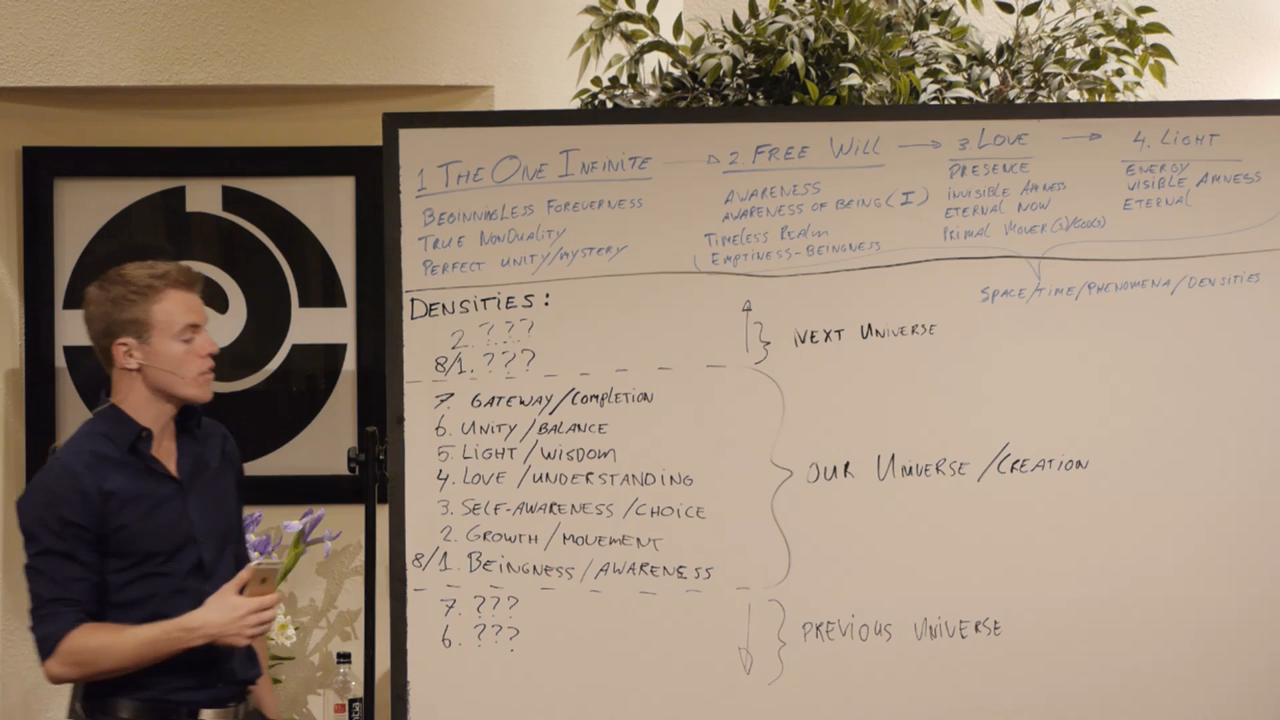 1 THE ONE INFINITE → 2. FREE WILL → 3. LOVE → 4. LIGHT
BEGINNINGLESS FOREVERNESS
TRUE NONDUALITY
PERFECT UNITY/MYSTERY
AWARENESS
AWARENESS OF BEING (I)
TIMELESS REALM
EMPTINESS-BEINGNESS
PRESENCE
INVISIBLE AMNESS
ETERNAL NOW
PRIMAL MOVER(S)/GOD(S)
ENERGY
VISIBLE AMNESS
ETERNAL
SPACE/TIME/PHENOMENA/DENSITIES
DENSITIES:
2. ???
8/1. ???
NEXT UNIVERSE
7. GATEWAY/COMPLETION
6. UNITY/BALANCE
5. LIGHT/WISDOM
4. LOVE/UNDERSTANDING
3. SELF-AWARENESS/CHOICE
2. GROWTH/MOVEMENT
8/1. BEINGNESS/AWARENESS
OUR UNIVERSE/CREATION
7. ???
6. ???
PREVIOUS UNIVERSE